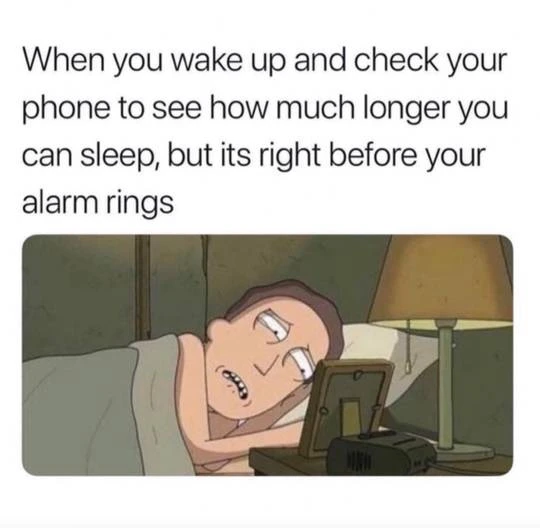 When you wake up and check your
phone to see how much longer you
can sleep, but its right before your
alarm rings